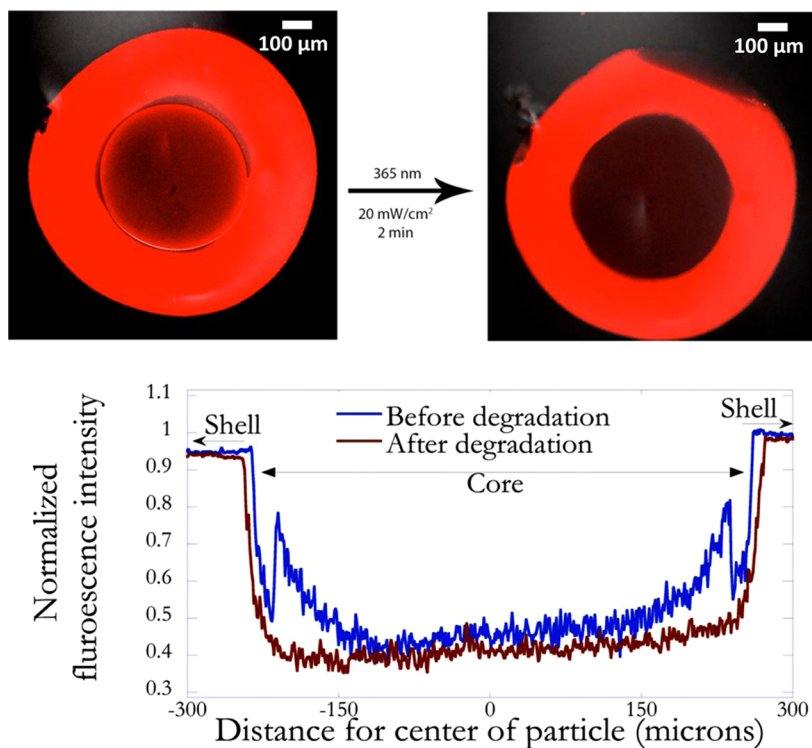 100 µm
100 µm
365 nm
20 mW/cm²
2 min
Normalized
fluroescence intensity
1.1
1
0.9
0.8
0.7
0.6
0.5
0.4
0.3
Shell
Before degradation
After degradation
Shell
Core
-300
-150
0
150
300
Distance for center of particle (microns)